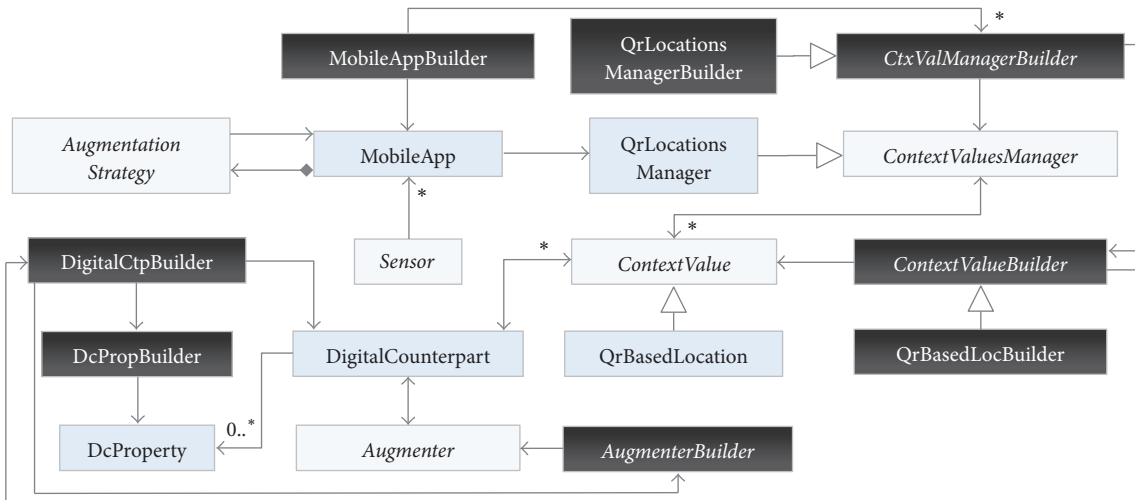 *
MobileAppBuilder
QrLocations
ManagerBuilder
CtxValManagerBuilder
Augmentation
Strategy
MobileApp
QrLocations
Manager
ContextValuesManager
*
*
*
DigitalCtpBuilder
Sensor
ContextValue
ContextValueBuilder
DcPropBuilder
DigitalCounterpart
QrBasedLocation
QrBasedLocBuilder
0..*
DcProperty
Augmenter
AugmenterBuilder